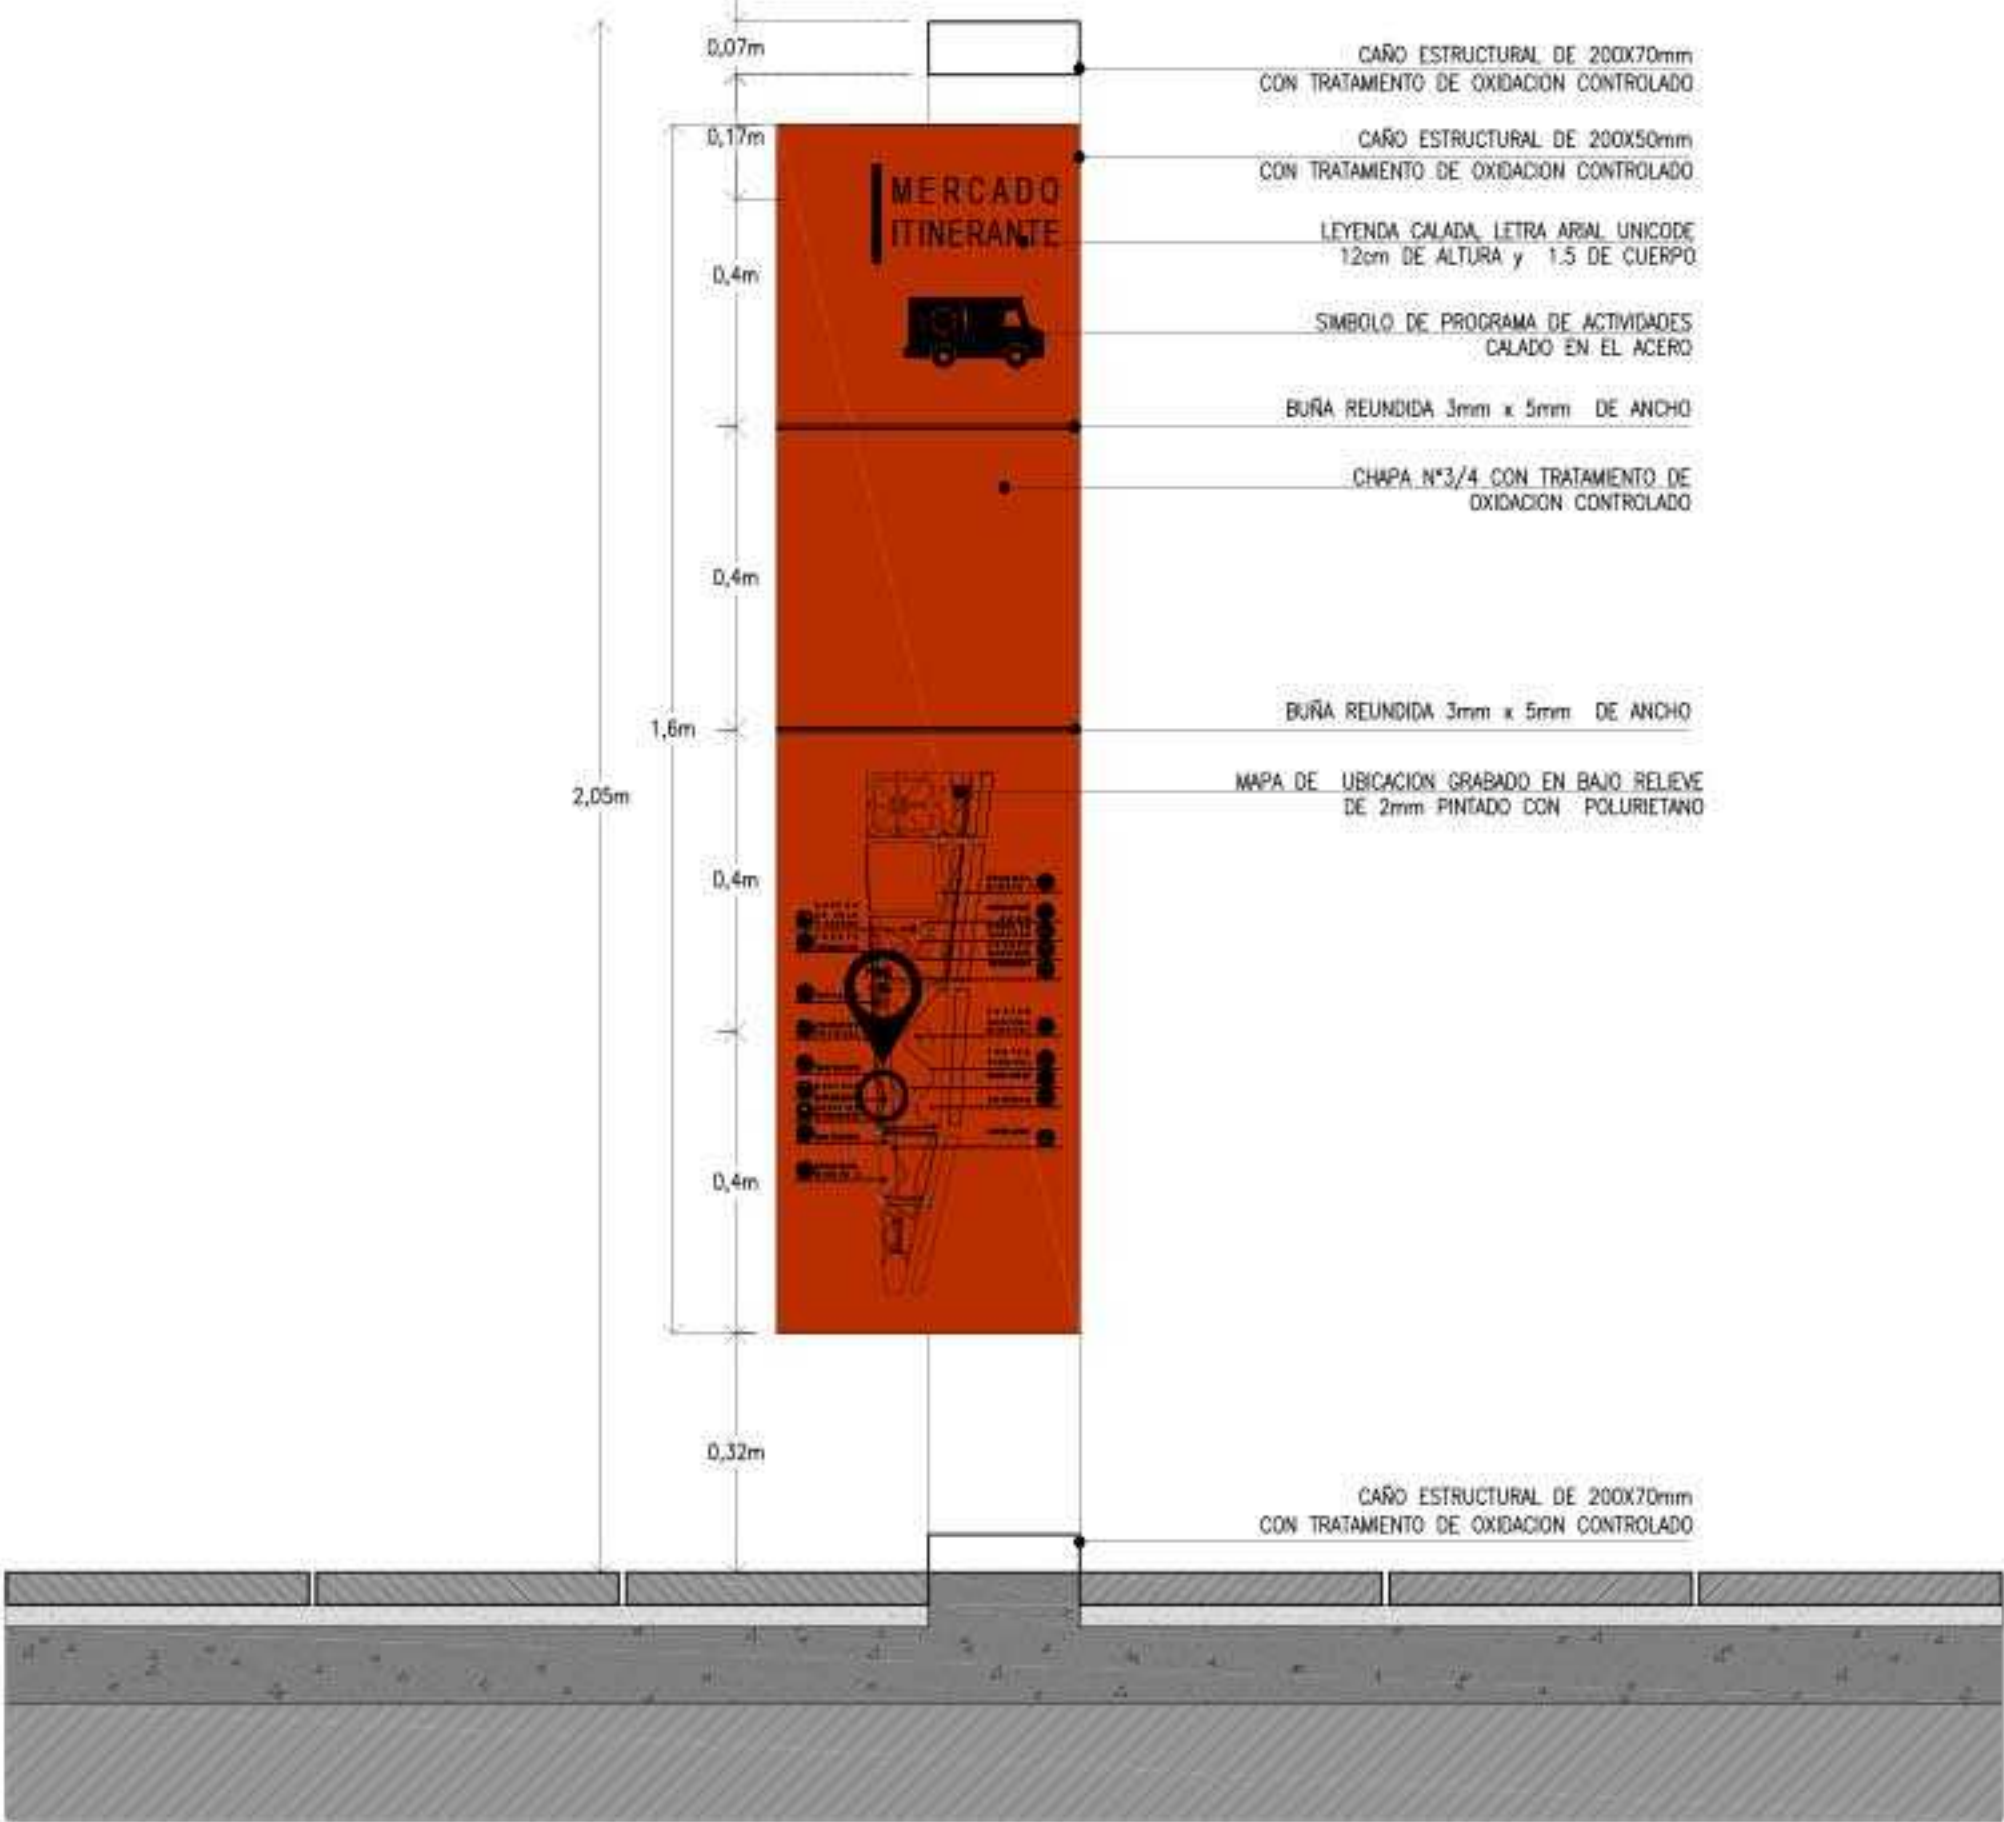 0,07m
CAÑO ESTRUCTURAL DE 200X70mm
CON TRATAMIENTO DE OXIDACION CONTROLADO
0,17m
CAÑO ESTRUCTURAL DE 200X50mm
CON TRATAMIENTO DE OXIDACION CONTROLADO
MERCADO
ITINERANTE
LEYENDA CALADA, LETRA ARIAL UNICODE
12cm DE ALTURA y 1.5 DE CUERPO
0,4m
SIMBOLO DE PROGRAMA DE ACTIVIDADES
CALADO EN EL ACERO
BUÑA REUNDIDA 3mm x 5mm DE ANCHO
CHAPA N°3/4 CON TRATAMIENTO DE
OXIDACION CONTROLADO
0,4m
BUÑA REUNDIDA 3mm x 5mm DE ANCHO
1,6m
MAPA DE UBICACION GRABADO EN BAJO RELIEVE
DE 2mm PINTADO CON POLURIETANO
2,05m
0,4m
0,4m
0,32m
CAÑO ESTRUCTURAL DE 200X70mm
CON TRATAMIENTO DE OXIDACION CONTROLADO